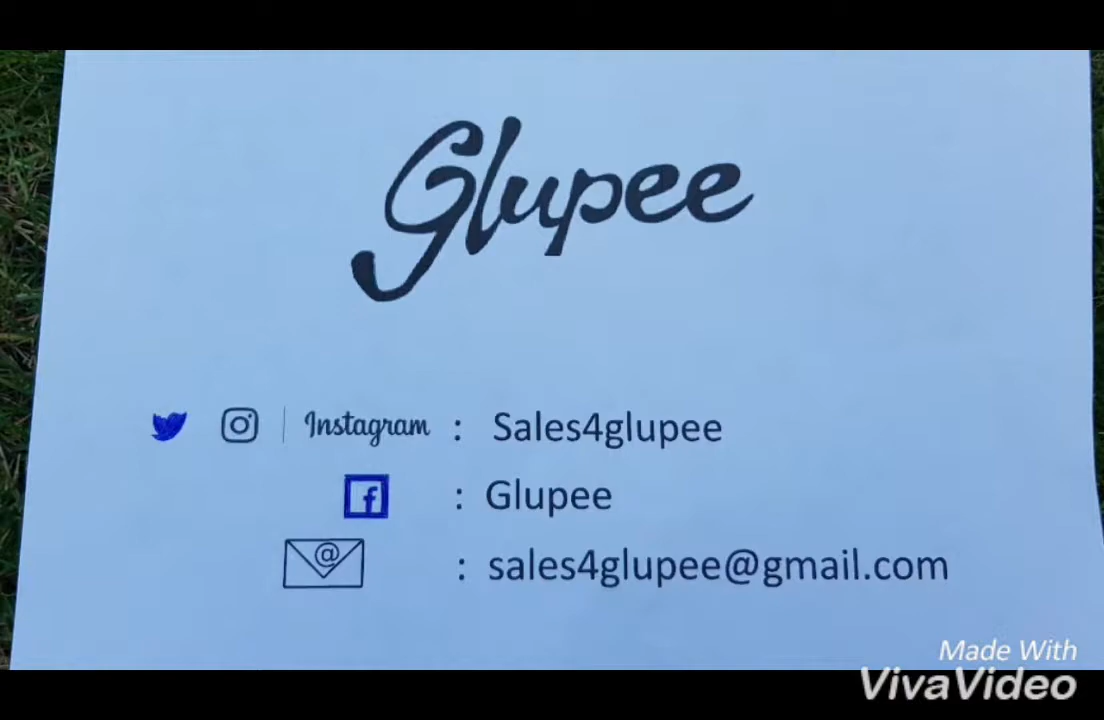 Glupee
Instagram : Sales4glupee
: Glupee
: sales4glupee@gmail.com
Made With
VivaVideo